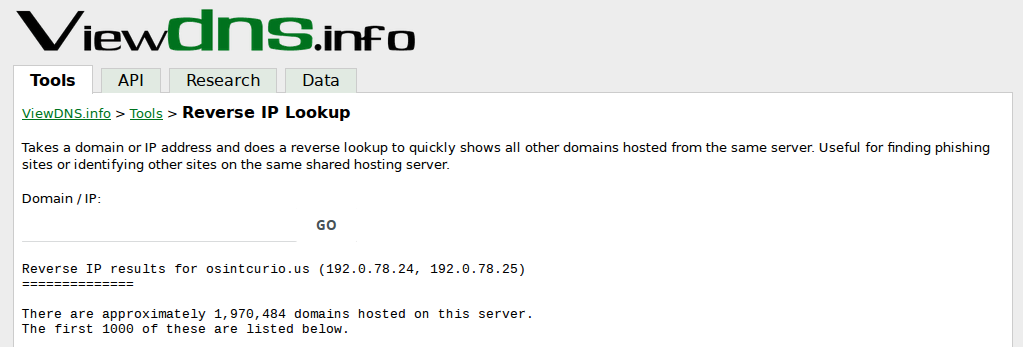 Viewdns.info
Tools API Research Data
ViewDNS.info > Tools > Reverse IP Lookup
Takes a domain or IP address and does a reverse lookup to quickly shows all other domains hosted from the same server. Useful for finding phishing
sites or identifying other sites on the same shared hosting server.
Domain / IP:
GO
Reverse IP results for osintcurio.us (192.0.78.24, 192.0.78.25)
==============
There are approximately 1,970,484 domains hosted on this server.
The first 1000 of these are listed below.